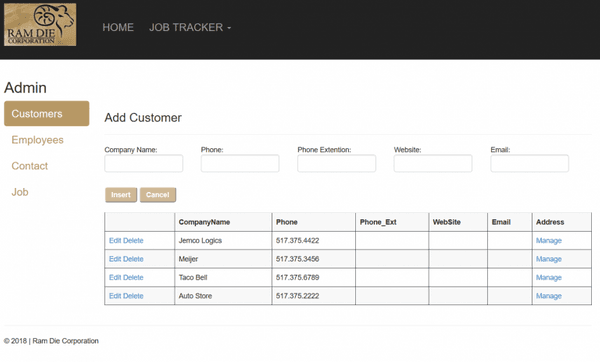 RAM DIE
CORPORATION
HOME JOB TRACKER
Admin
Customers
Employees
Contact
Job
Add Customer
Company Name: Phone: Phone Extention: Website: Email:
Insert Cancel
CompanyName Phone Phone_Ext WebSite Email Address
Edit Delete Jemco Logics 517.375.4422 Manage
Edit Delete Meijer 517.375.3456 Manage
Edit Delete Taco Bell 517.375.6789 Manage
Edit Delete Auto Store 517.375.2222 Manage
© 2018 | Ram Die Corporation